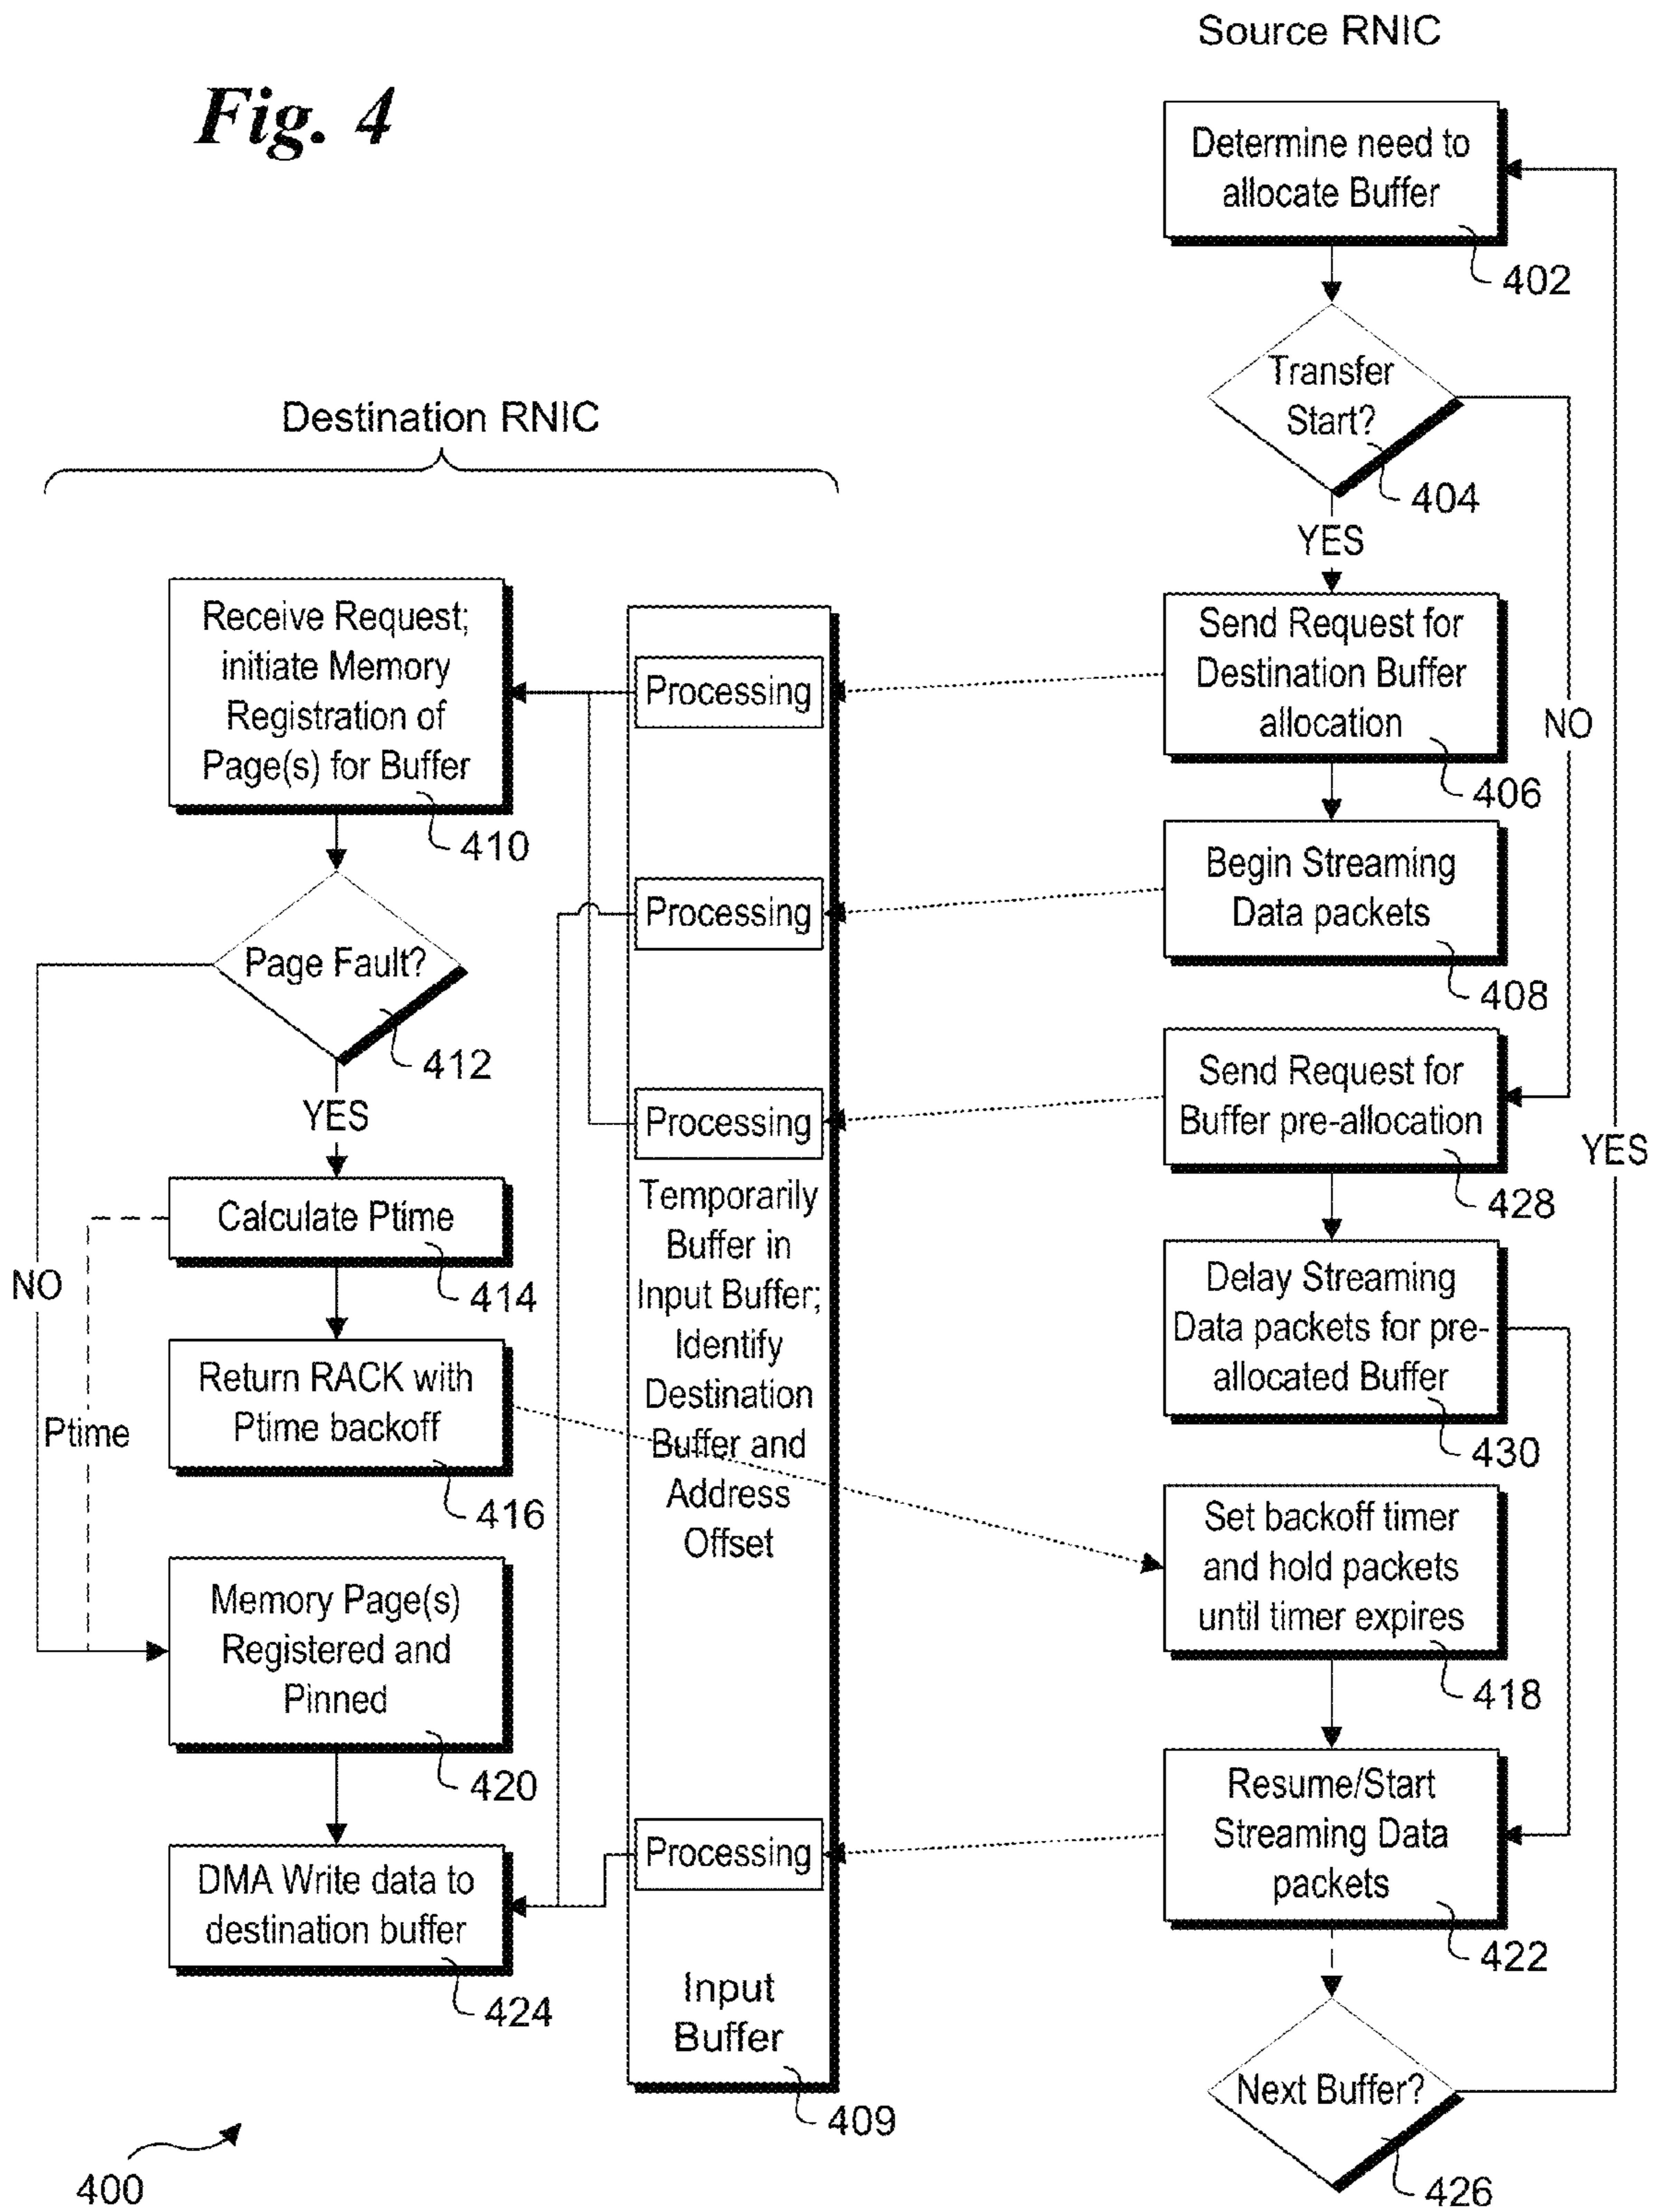 Fig. 4
Source RNIC
Determine need to
allocate Buffer
402
Transfer
Start?
404
YES
NO
Send Request for
Destination Buffer
allocation
406
Begin Streaming
Data packets
408
Send Request for
Buffer pre-allocation
428
YES
Delay Streaming
Data packets for pre-
allocated Buffer
430
Set backoff timer
and hold packets
until timer expires
418
Resume/Start
Streaming Data
packets
422
Next Buffer?
426
Destination RNIC
Receive Request;
initiate Memory
Registration of
Page(s) for Buffer
410
Page Fault?
412
YES
NO
Calculate Ptime
414
Return RACK with
Ptime backoff
416
Ptime
Memory Page(s)
Registered and
Pinned
420
DMA Write data to
destination buffer
424
Processing
Processing
Processing
Temporarily
Buffer in
Input Buffer;
Identify
Destination
Buffer and
Address
Offset
Processing
Input
Buffer
409
400